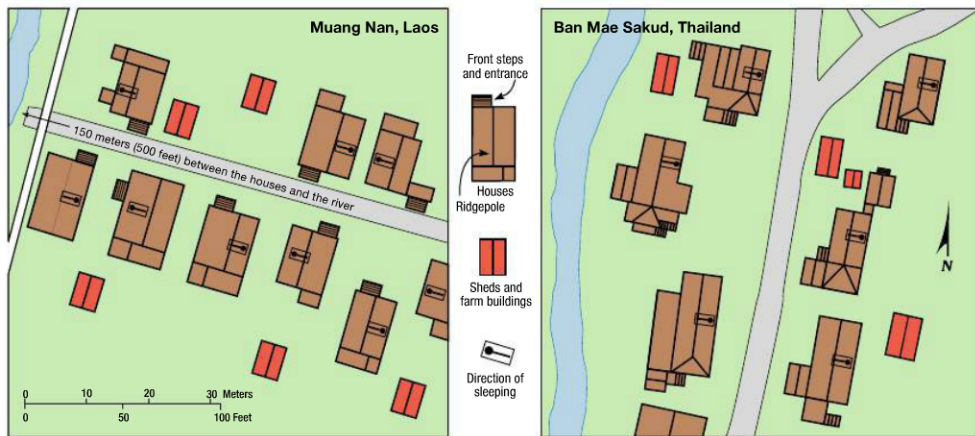 Muang Nan, Laos
150 meters (500 feet) between the houses and the river
0 10 20 30 Meters
0 50 100 Feet
Front steps
and entrance
Houses
Ridgepole
Sheds and
farm buildings
Direction of
sleeping
Ban Mae Sakud, Thailand
N